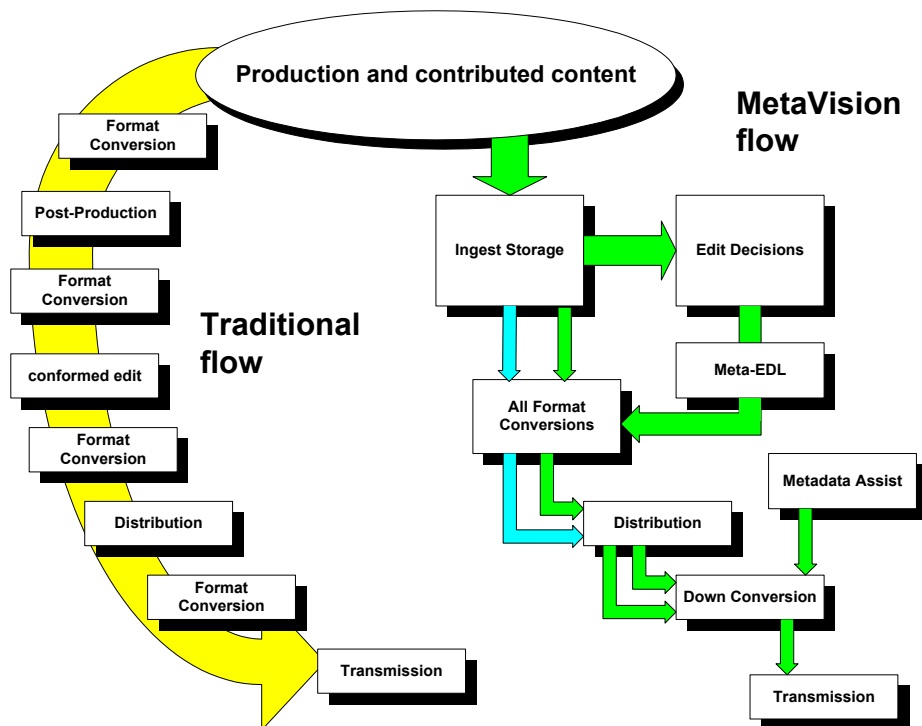 Production and contributed content
MetaVision
flow
Format
Conversion
Post-Production
Format
Conversion
Traditional
flow
conformed edit
Format
Conversion
Distribution
Format
Conversion
Transmission
Ingest Storage
Edit Decisions
Meta-EDL
All Format
Conversions
Metadata Assist
Distribution
Down Conversion
Transmission